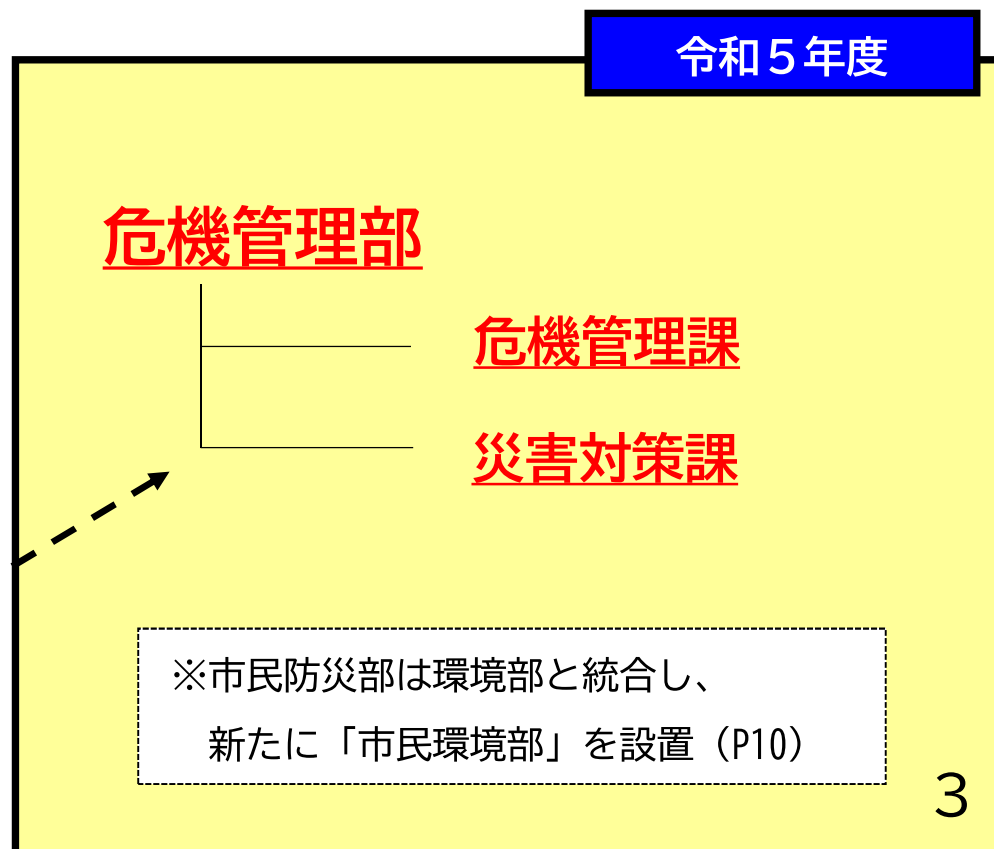 令和５年度
危機管理部
危機管理課
災害対策課
※市民防災部は環境部と統合し、
新たに「市民環境部」を設置（P10）
3